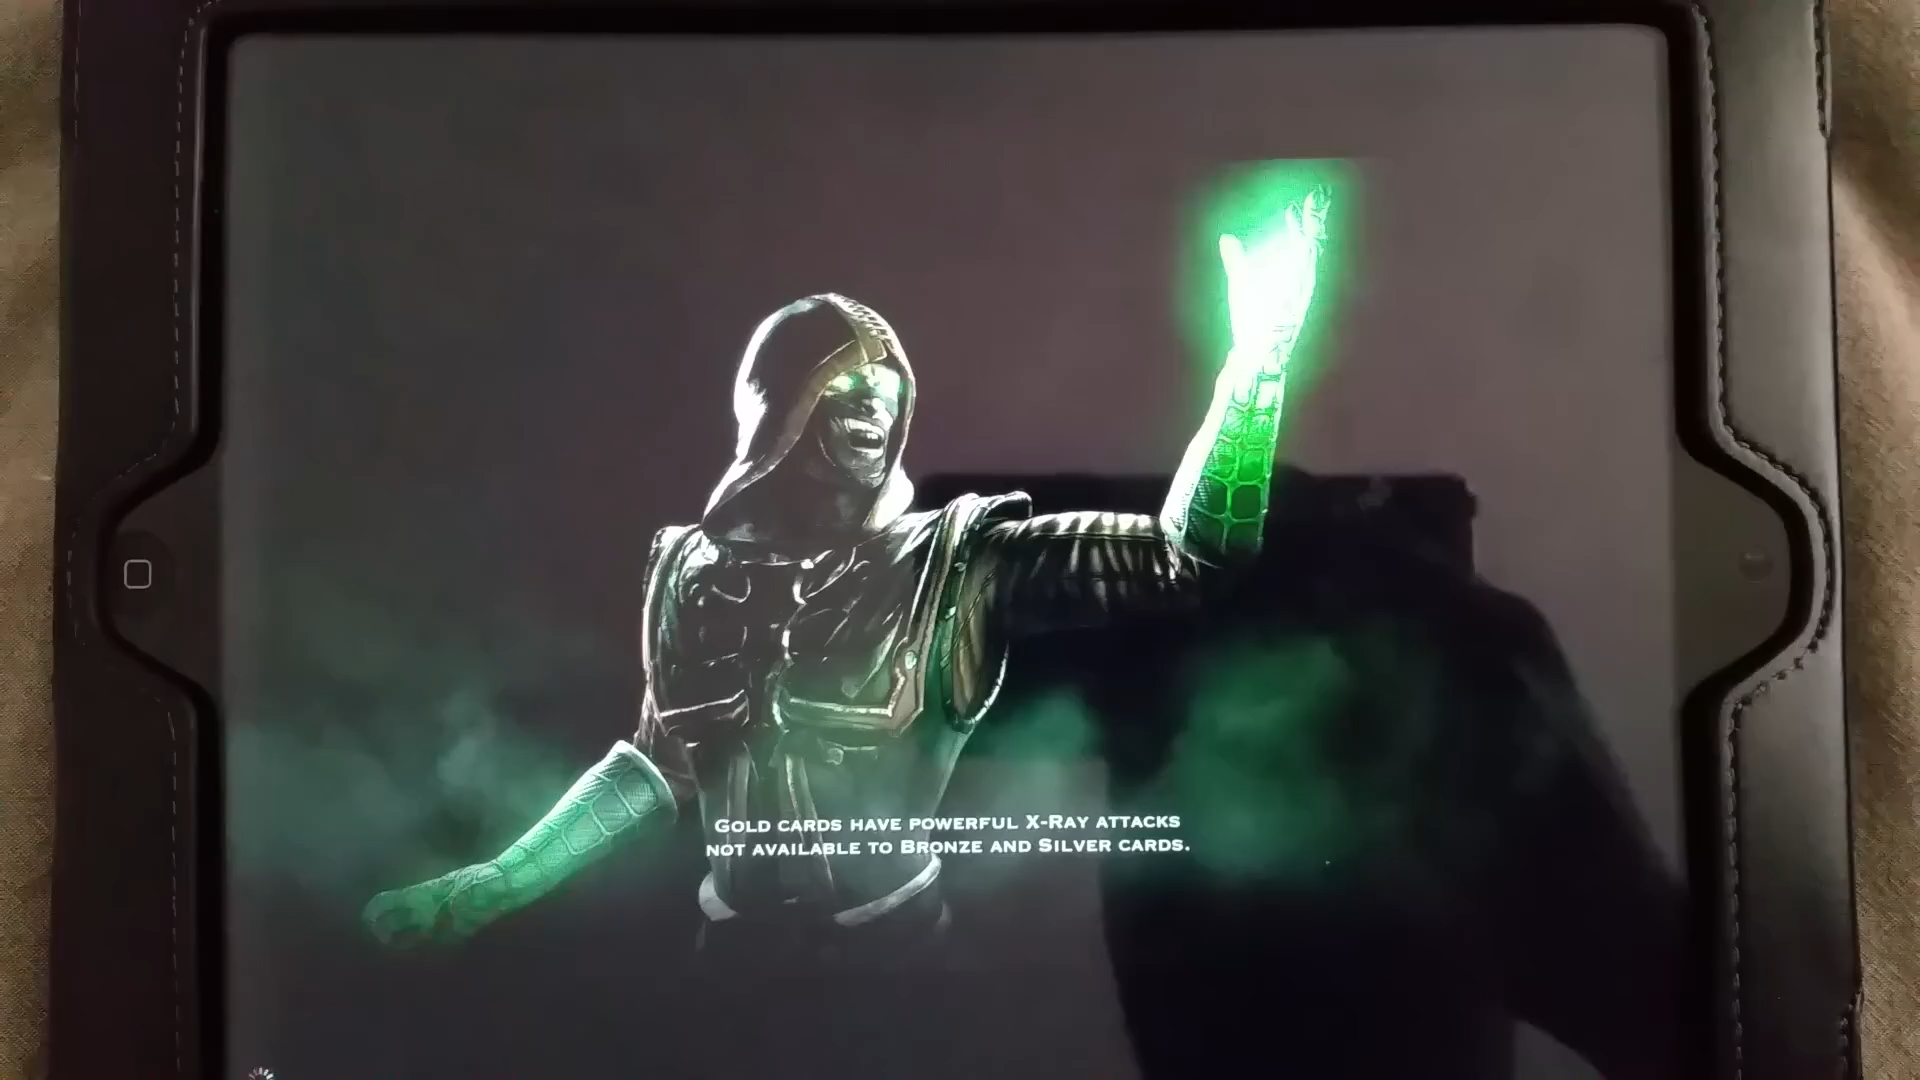 Gold cards have powerful X-Ray attacks
not available to Bronze and Silver cards.